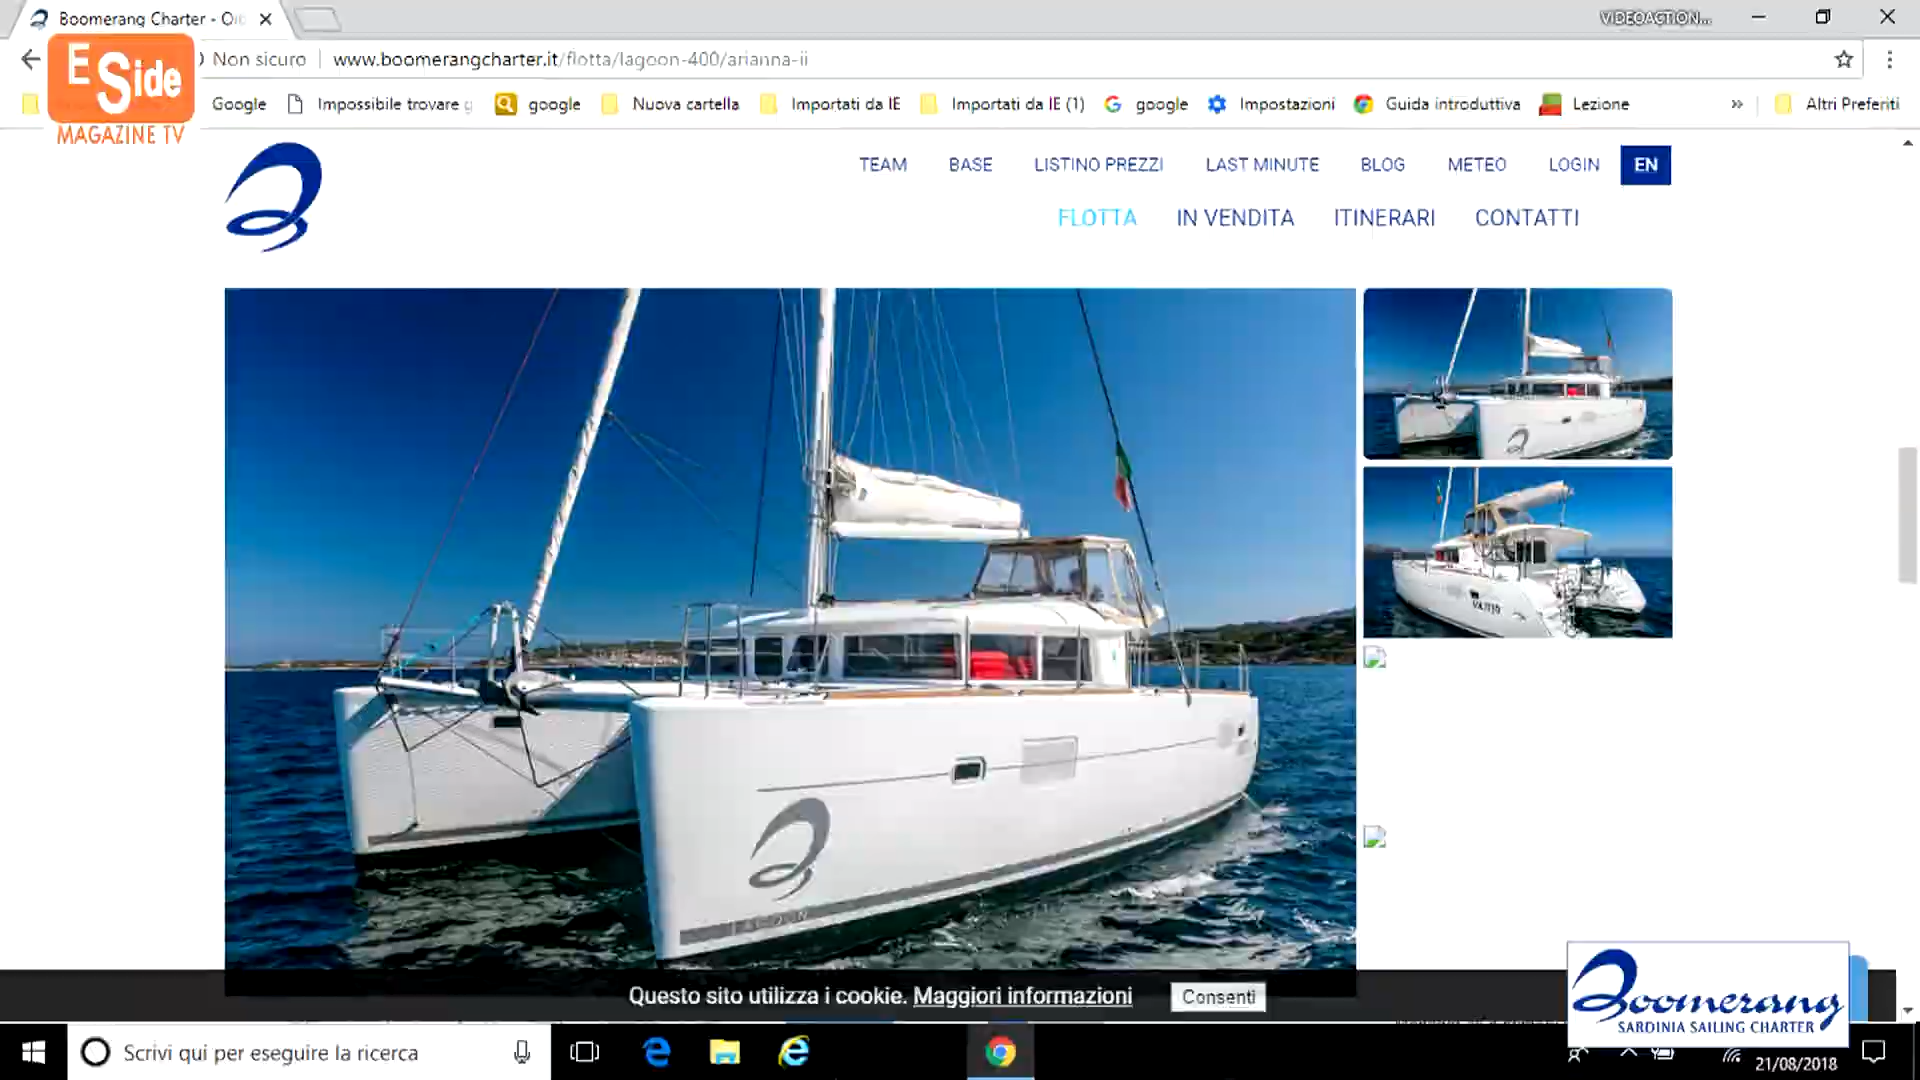 Boomerang Charter - Oi
VIDEOACTION...
Non sicuro
www.boomerangcharter.it/flotta/lagoon-400/arianna-ii
E Side
MAGAZINE TV
Google
Impossibile trovare
google
Nuova cartella
Importati da IE
Importati da IE (1)
google
Impostazioni
Guida introduttiva
Lezione
»
Altri Preferiti
TEAM
BASE
LISTINO PREZZI
LAST MINUTE
BLOG
METEO
LOGIN
EN
FLOTTA
IN VENDITA
ITINERARI
CONTATTI
LAGOON
Questo sito utilizza i cookie. Maggiori informazioni
Consenti
Boomerang
SARDINIA SAILING CHARTER
Scrivi qui per eseguire la ricerca
21/08/2018